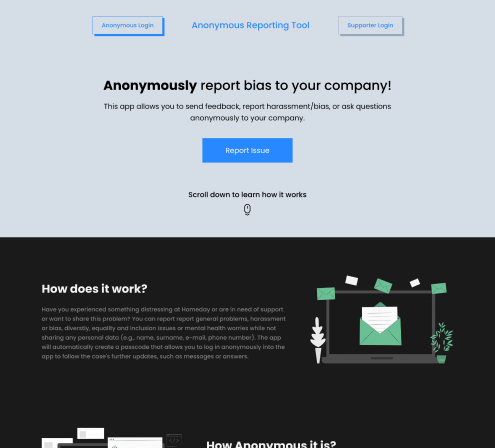 Anonymous Login
Anonymous Reporting Tool
Supporter Login
Anonymously report bias to your company!
This app allows you to send feedback, report harassment/bias, or ask questions
anonymously to your company.
Report Issue
Scroll down to learn how it works
How does it work?
Have you experienced something distressing at Homeday or are in need of support
or want to share this problem? You can report report general problems, harassment
or bias, diversity, equality and inclusion issues or mental health worries while not
sharing any personal data (e.g., name, surname, e-mail, phone number). The app
will automatically create a passcode that allows you to log in anonymously into the
app to follow the case's further updates, such as messages or answers.
How Anonymous it is?